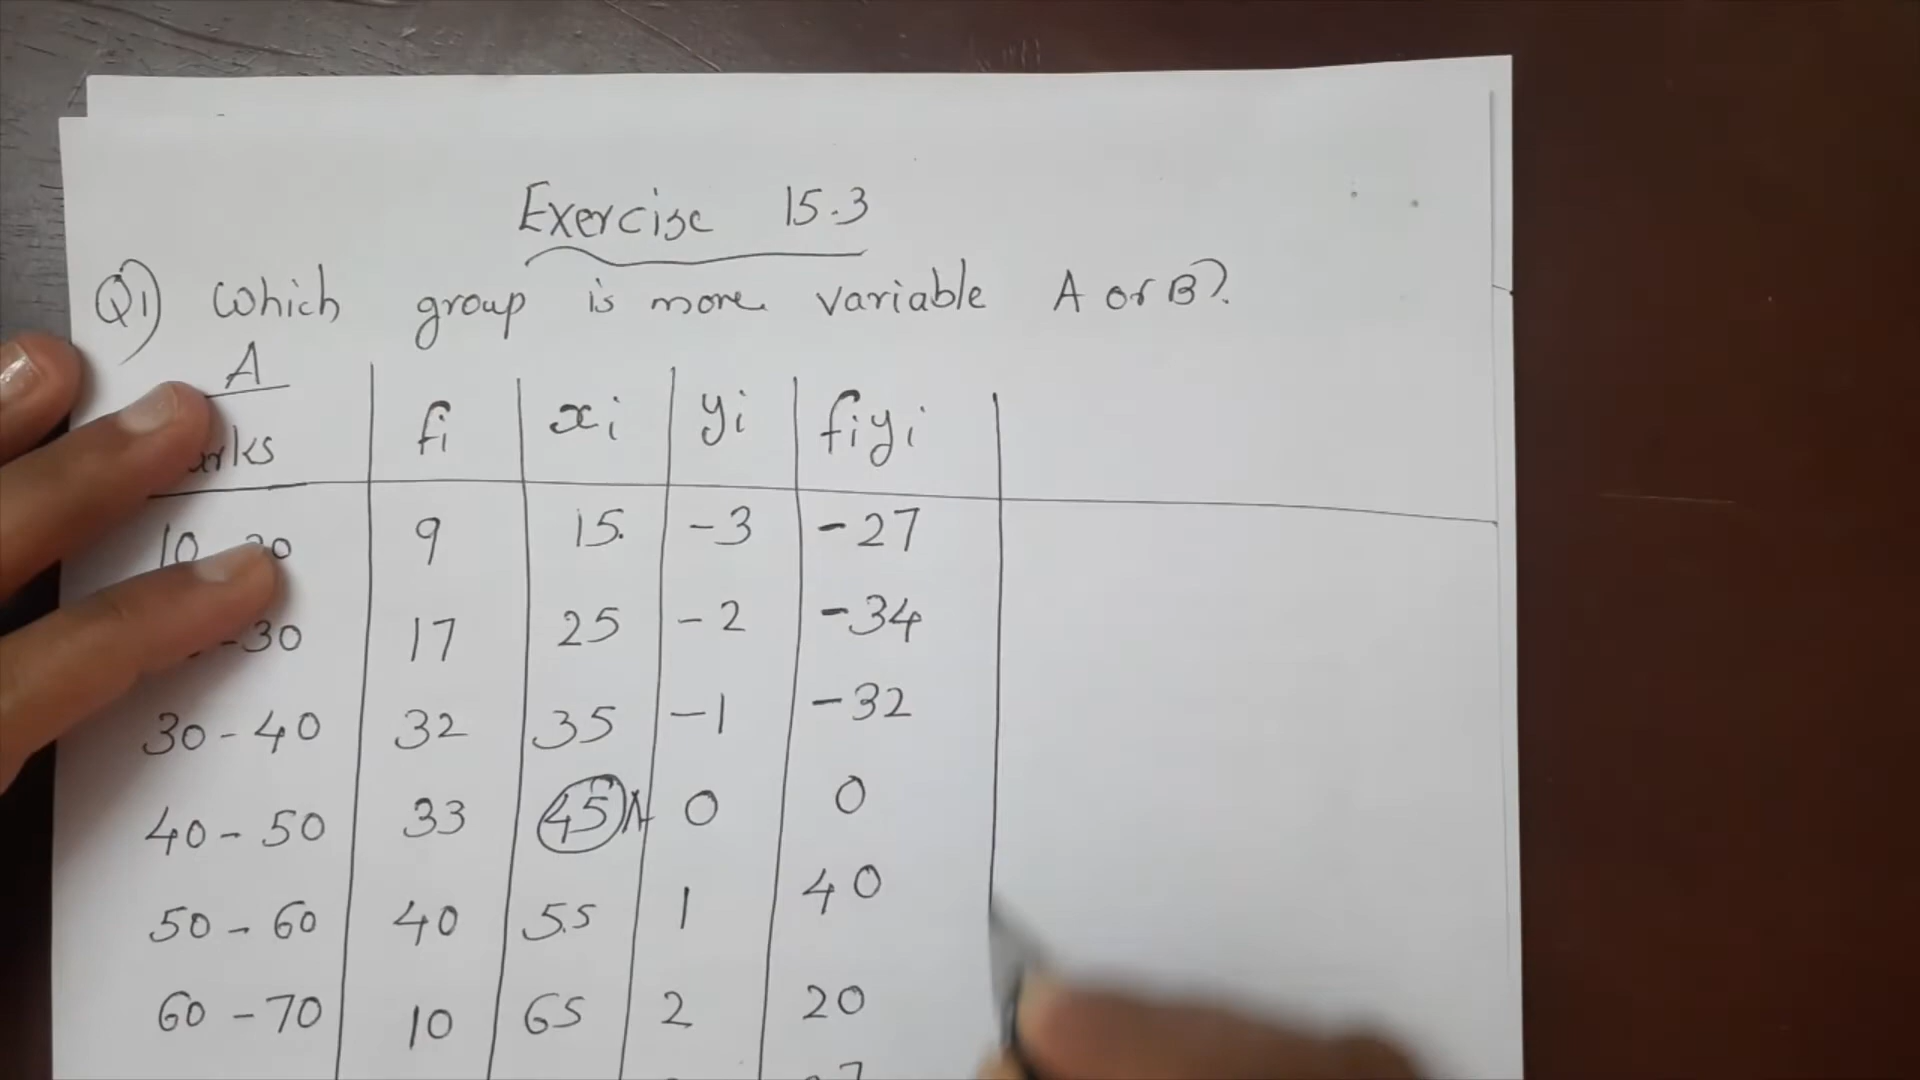 Exercise 15.3
Q1) Which group is more variable A or B?
A
fi xi yi fiyi
9 15. -3 -27
-30 17 25 -2 -34
30-40 32 35 -1 -32
40-50 33 45 A 0 0
50-60 40 55 1 40
60-70 10 65 2 20